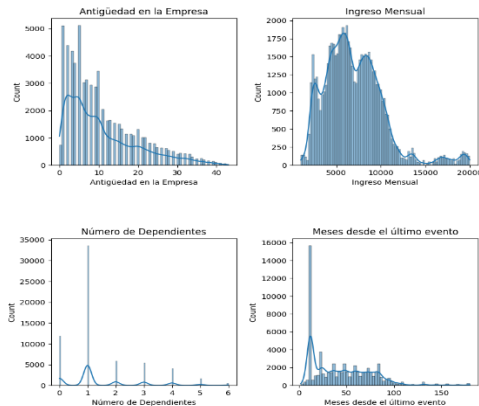 Antigüedad en la Empresa
5000
4000
3000
2000
1000
0
Count
0 10 20 30 40
Antigüedad en la Empresa
Ingreso Mensual
2000
1750
1500
1250
1000
750
500
250
0
Count
5000 10000 15000 20000
Ingreso Mensual
Número de Dependientes
35000
30000
25000
20000
15000
10000
5000
0
Count
0 1 2 3 4 5 6
Número de Dependientes
Meses desde el último evento
16000
14000
12000
10000
8000
6000
4000
2000
0
Count
0 50 100 150
Meses desde el último evento